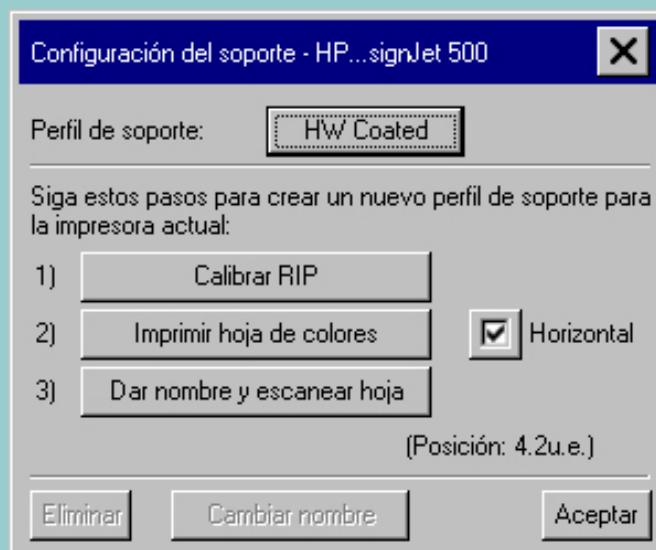 Configuración del soporte - HP...signJet 500
Perfil de soporte: HW Coated
Siga estos pasos para crear un nuevo perfil de soporte para
la impresora actual:
1) Calibrar RIP
2) Imprimir hoja de colores Horizontal
3) Dar nombre y escanear hoja
(Posición: 4.2u.e.)
Eliminar Cambiar nombre Aceptar